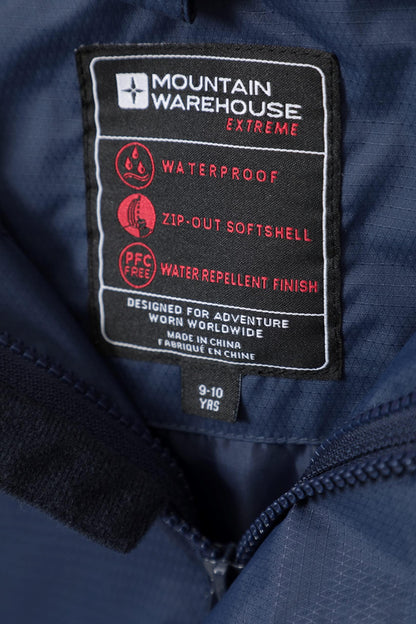 MOUNTAIN
WAREHOUSE
EXTREME
WATERPROOF
ZIP-OUT SOFTSHELL
PFC
FREE
WATER REPELLENT FINISH
DESIGNED FOR ADVENTURE
WORN WORLDWIDE
MADE IN CHINA
FABRIQUÉ EN CHINE
9-10
YRS